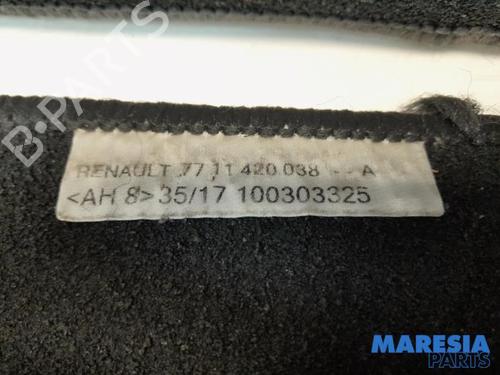 RENAULT 77 11 420 038 - - A
<AH 8>35/17 100303325
B-PARTS
MARESIA
PARTS